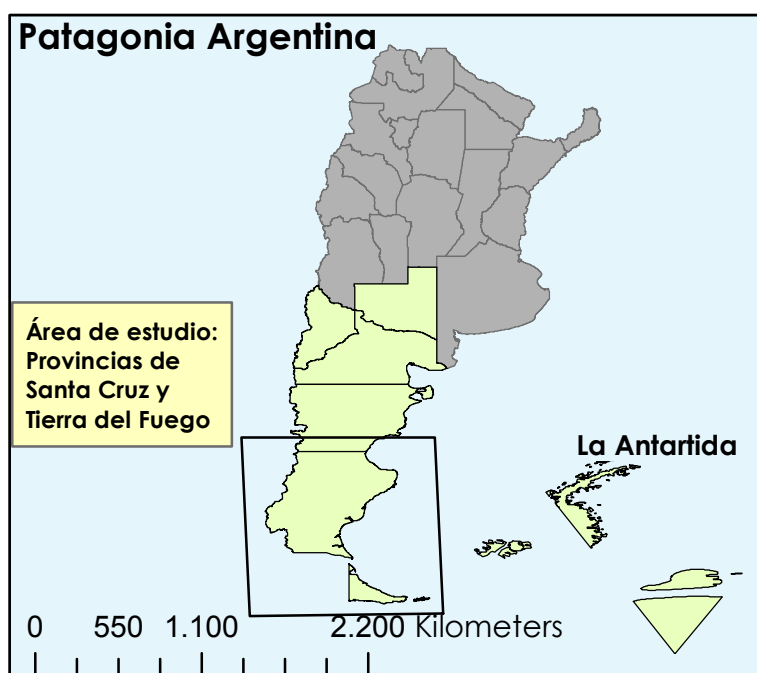 Patagonia Argentina
Área de estudio:
Provincias de
Santa Cruz y
Tierra del Fuego
La Antartida
0 550 1.100 2.200 Kilometers